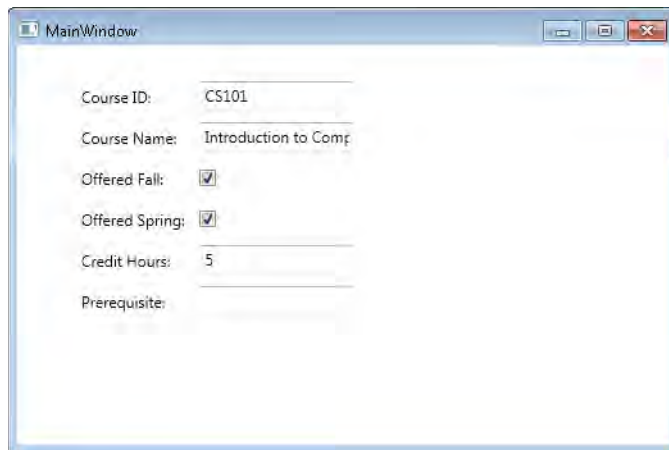 MainWindow
Course ID: CS101
Course Name: Introduction to Comp
Offered Fall:
Offered Spring:
Credit Hours: 5
Prerequisite: